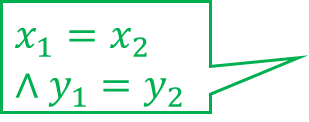 x₁ = x₂
∧ y₁ = y₂